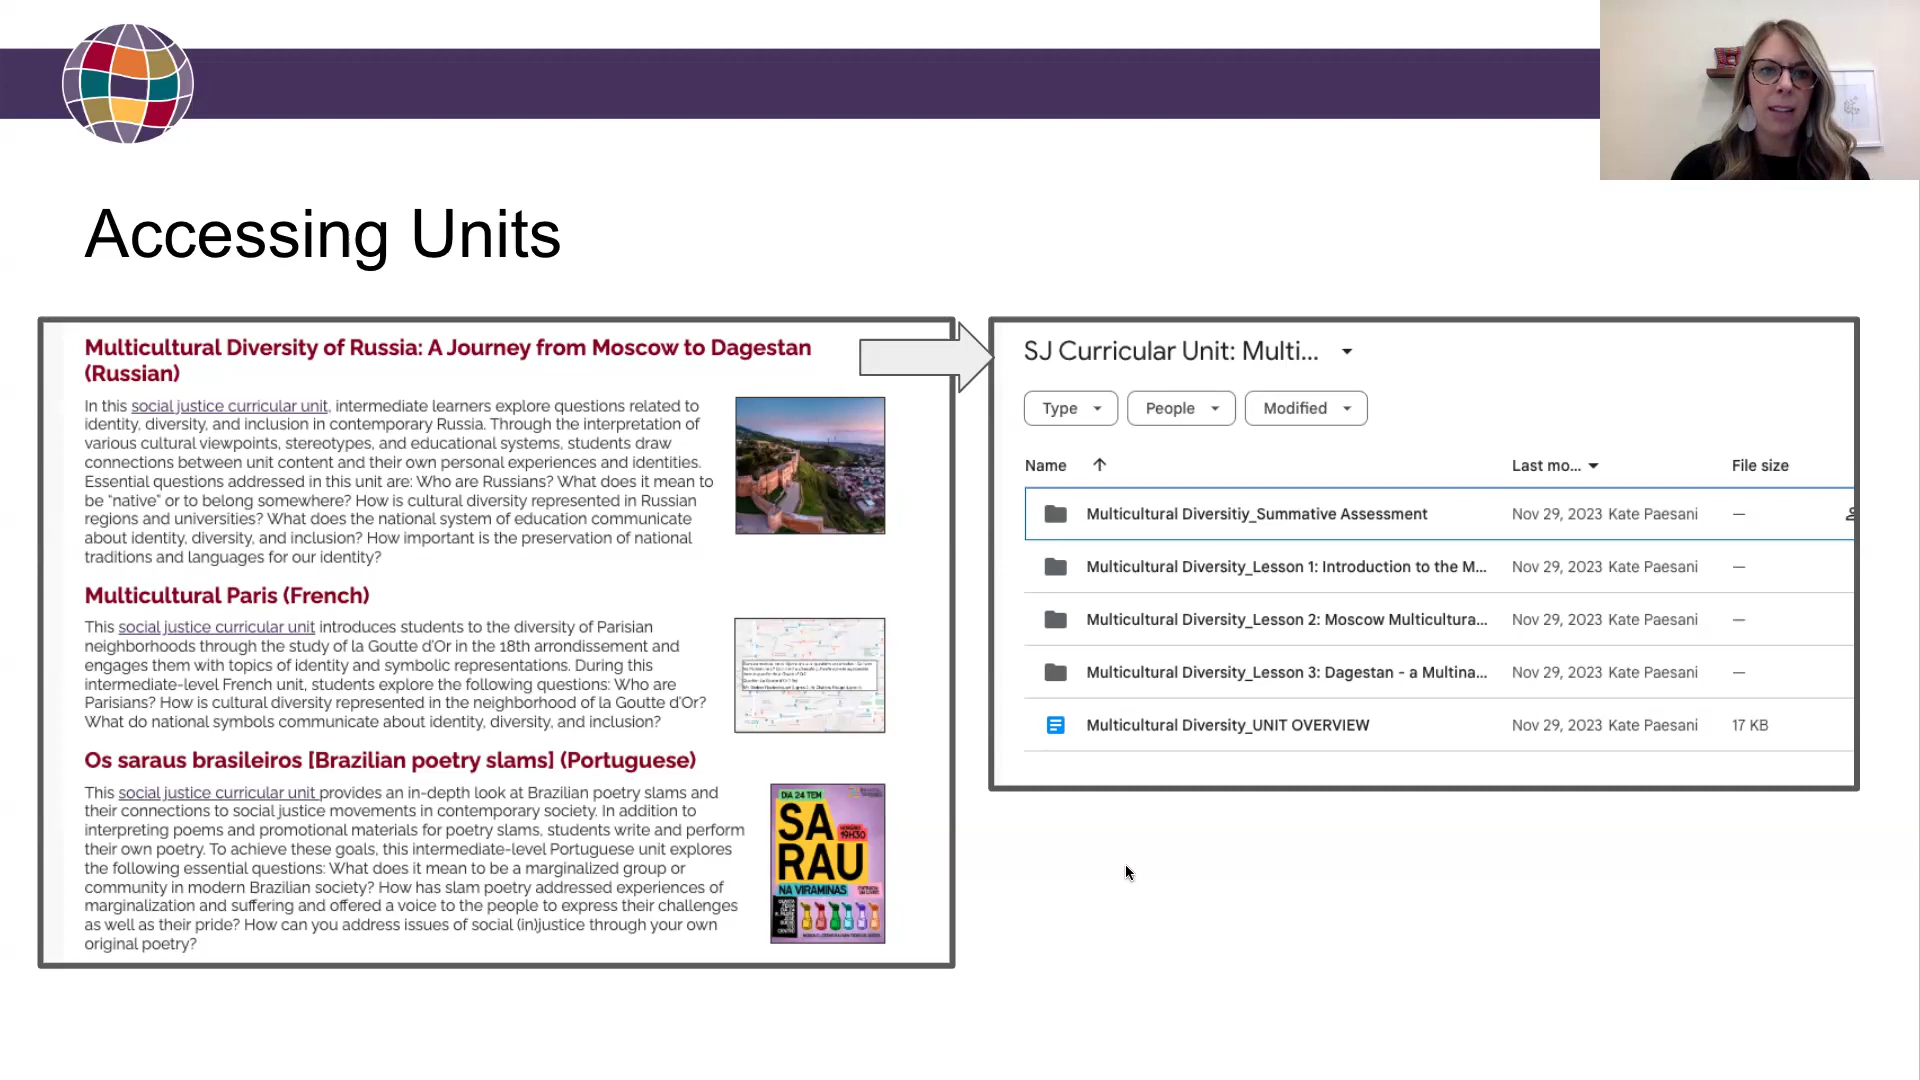 Accessing Units
Multicultural Diversity of Russia: A Journey from Moscow to Dagestan
(Russian)
In this social justice curricular unit, intermediate learners explore questions related to
identity, diversity, and inclusion in contemporary Russia. Through the interpretation of
various cultural viewpoints, stereotypes, and educational systems, students draw
connections between unit content and their own personal experiences and identities.
Essential questions addressed in this unit are: Who are Russians? What does it mean to
be "native" or to belong somewhere? How is cultural diversity represented in Russian
regions and universities? What does the national system of education communicate
about identity, diversity, and inclusion? How important is the preservation of national
traditions and languages for our identity?
Multicultural Paris (French)
This social justice curricular unit introduces students to the diversity of Parisian
neighborhoods through the study of la Goutte d'Or in the 18th arrondissement and
engages them with topics of identity and symbolic representations. During this
intermediate-level French unit, students explore the following questions: Who are
Parisians? How is cultural diversity represented in the neighborhood of la Goutte d'Or?
What do national symbols communicate about identity, diversity, and inclusion?
Os saraus brasileiros [Brazilian poetry slams] (Portuguese)
This social justice curricular unit provides an in-depth look at Brazilian poetry slams and
their connections to social justice movements in contemporary society. In addition to
interpreting poems and promotional materials for poetry slams, students write and perform
their own poetry. To achieve these goals, this intermediate-level Portuguese unit explores
the following essential questions: What does it mean to be a marginalized group or
community in modern Brazilian society? How has slam poetry addressed experiences of
marginalization and suffering and offered a voice to the people to express their challenges
as well as their pride? How can you address issues of social (in)justice through your own
original poetry?
DIA 24 TEM
SA
RAU
19H30
NA VIRAMINAS
SJ Curricular Unit: Multi...
Type People Modified
Name Last mo... File size
Multicultural Diversitiy_Summative Assessment Nov 29, 2023 Kate Paesani —
Multicultural Diversity_Lesson 1: Introduction to the M... Nov 29, 2023 Kate Paesani —
Multicultural Diversity_Lesson 2: Moscow Multicultura... Nov 29, 2023 Kate Paesani —
Multicultural Diversity_Lesson 3: Dagestan - a Multina... Nov 29, 2023 Kate Paesani —
Multicultural Diversity_UNIT OVERVIEW Nov 29, 2023 Kate Paesani 17 KB